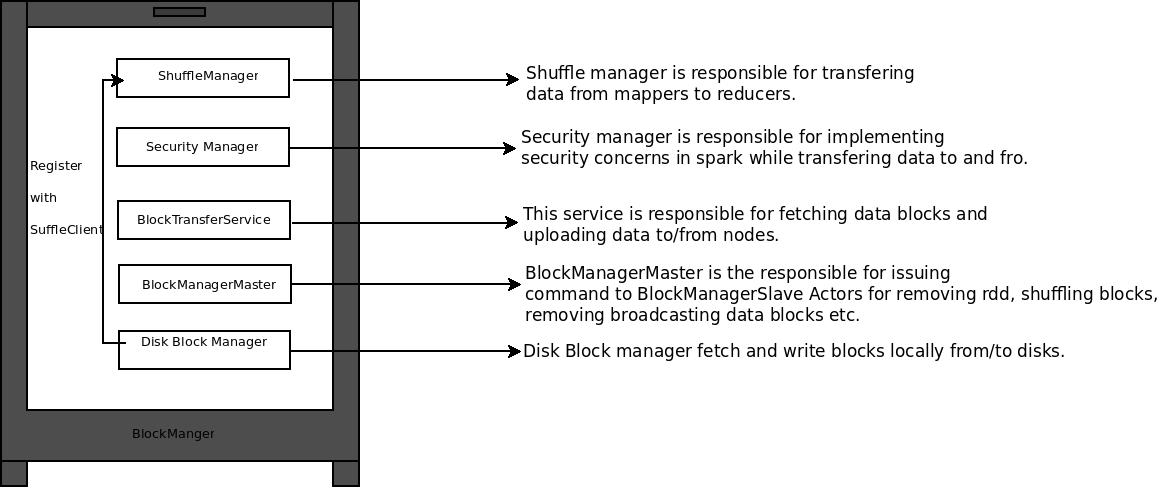 ShuffleManager
Shuffle manager is responsible for transfering
data from mappers to reducers.
Security Manager
Security manager is responsible for implementing
security concerns in spark while transfering data to and fro.
Register
with
SuffleClient
BlockTransferService
This service is responsible for fetching data blocks and
uploading data to/from nodes.
BlockManagerMaster
BlockManagerMaster is the responsible for issuing
command to BlockManagerSlave Actors for removing rdd, shuffling blocks,
removing broadcasting data blocks etc.
Disk Block Manager
Disk Block manager fetch and write blocks locally from/to disks.
BlockManger